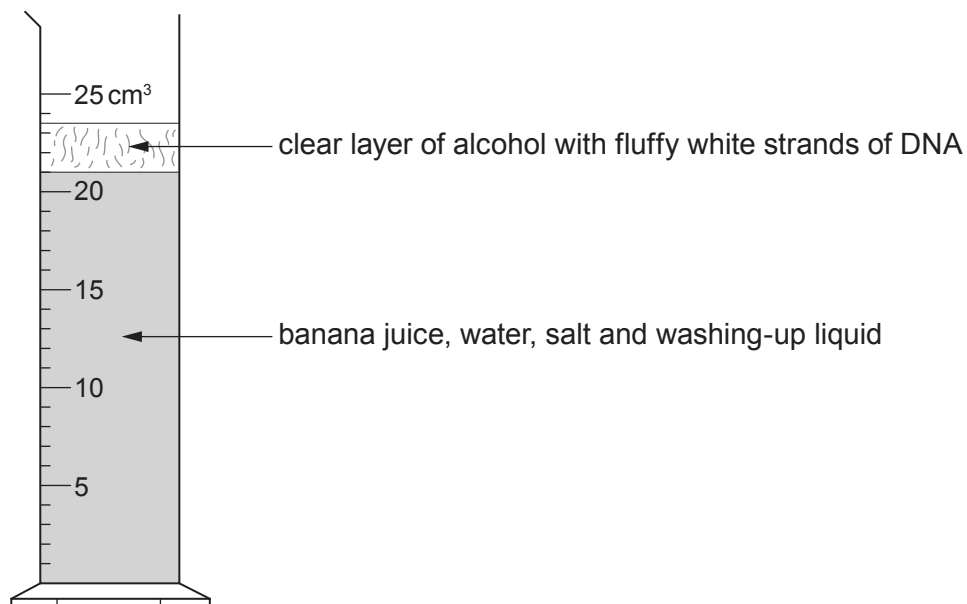 25 cm³
clear layer of alcohol with fluffy white strands of DNA
20
15
banana juice, water, salt and washing-up liquid
10
5